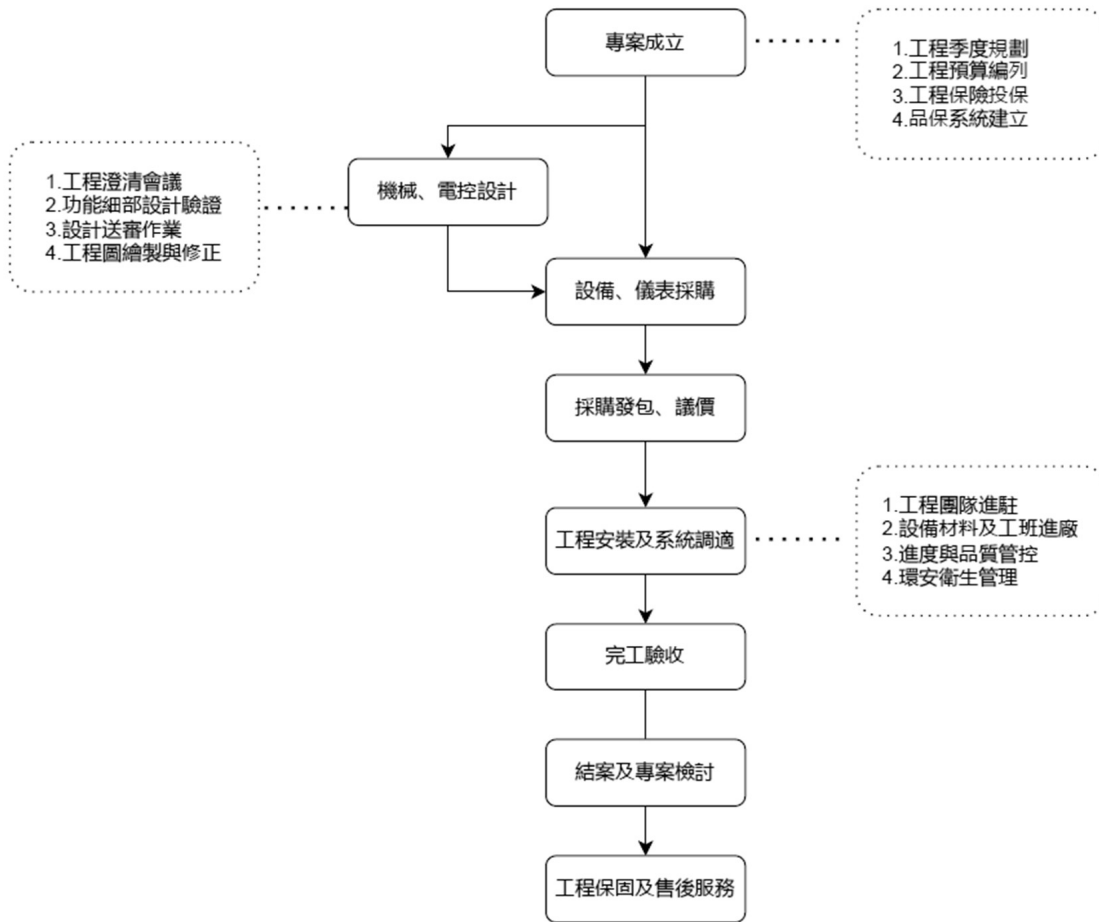 專案成立
1.工程季度規劃
2.工程預算編列
3.工程保險投保
4.品保系統建立
1.工程澄清會議
2.功能細部設計驗證
3.設計送審作業
4.工程圖繪製與修正
機械、電控設計
設備、儀表採購
採購發包、議價
工程安裝及系統調適
1.工程團隊進駐
2.設備材料及工班進廠
3.進度與品質管控
4.環安衛生管理
完工驗收
結案及專案檢討
工程保固及售後服務